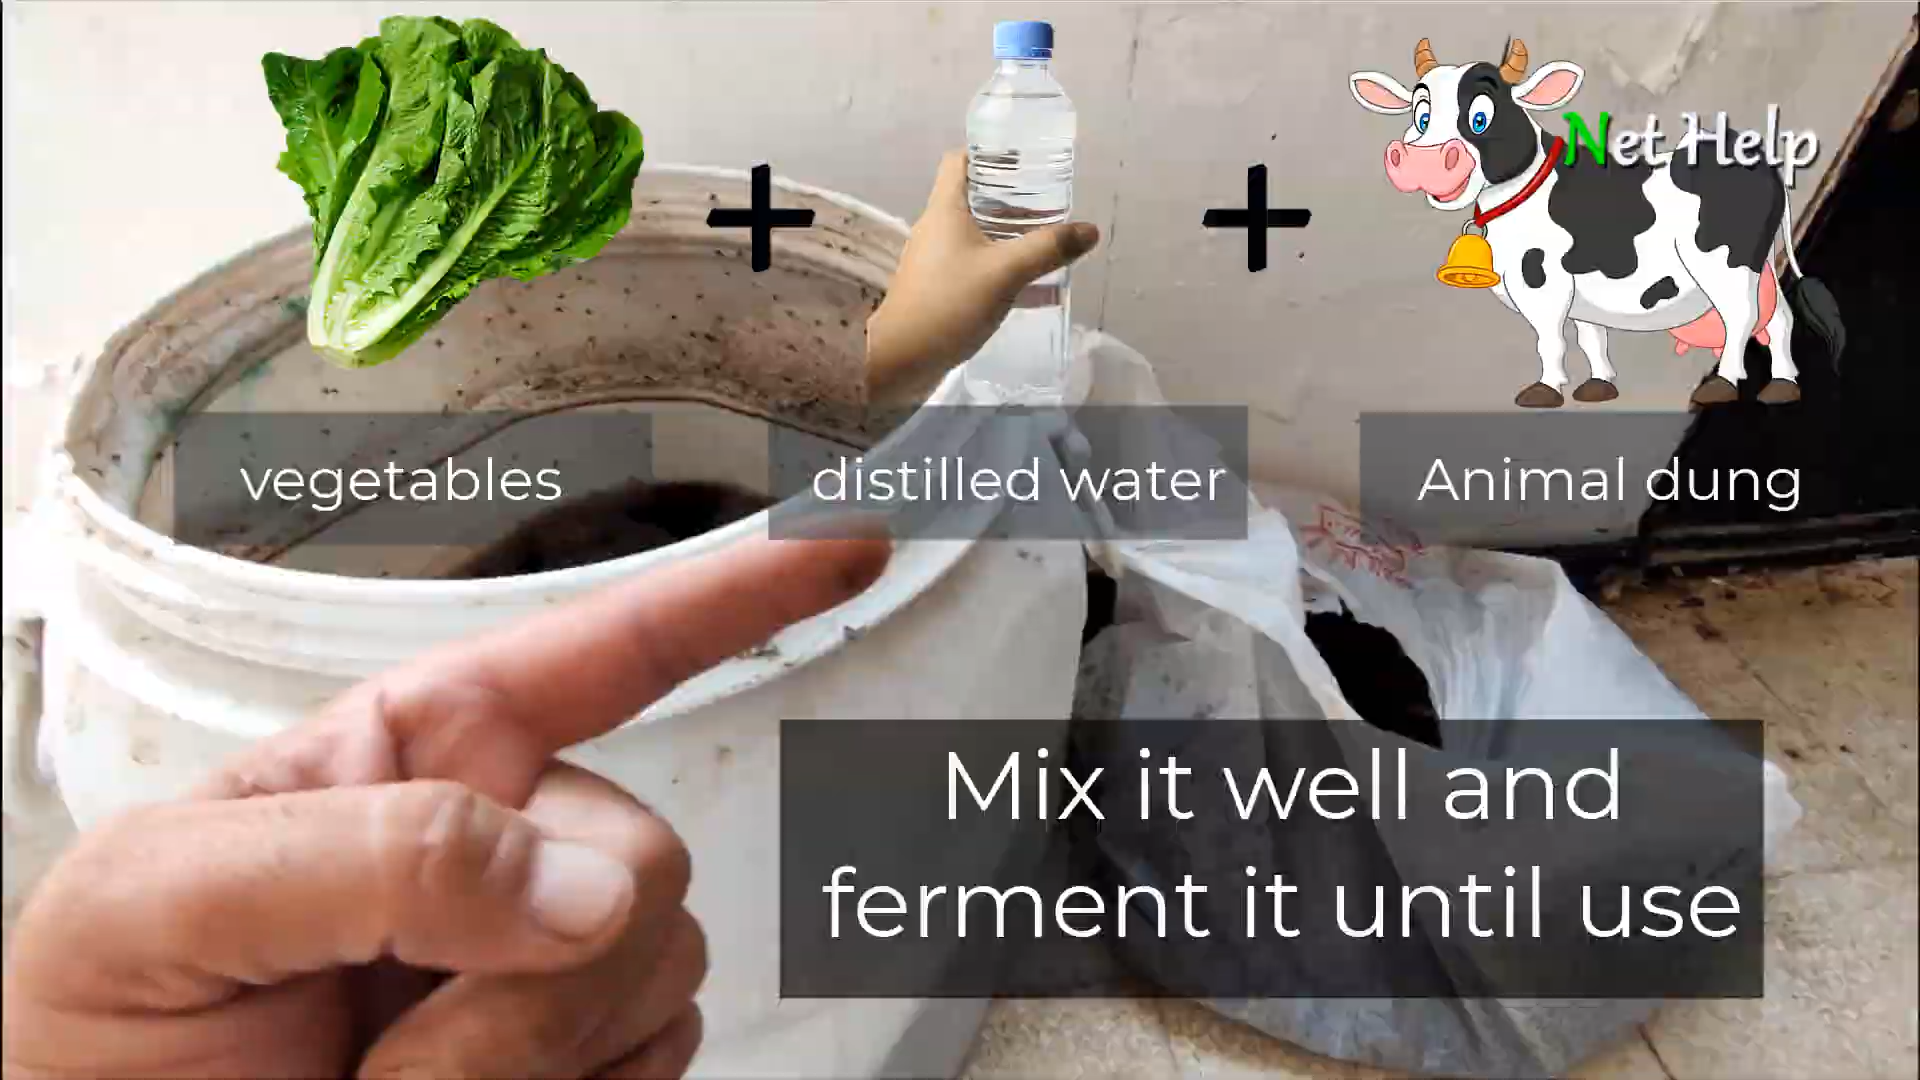 Net Help
vegetables
distilled water
Animal dung
Mix it well and
ferment it until use